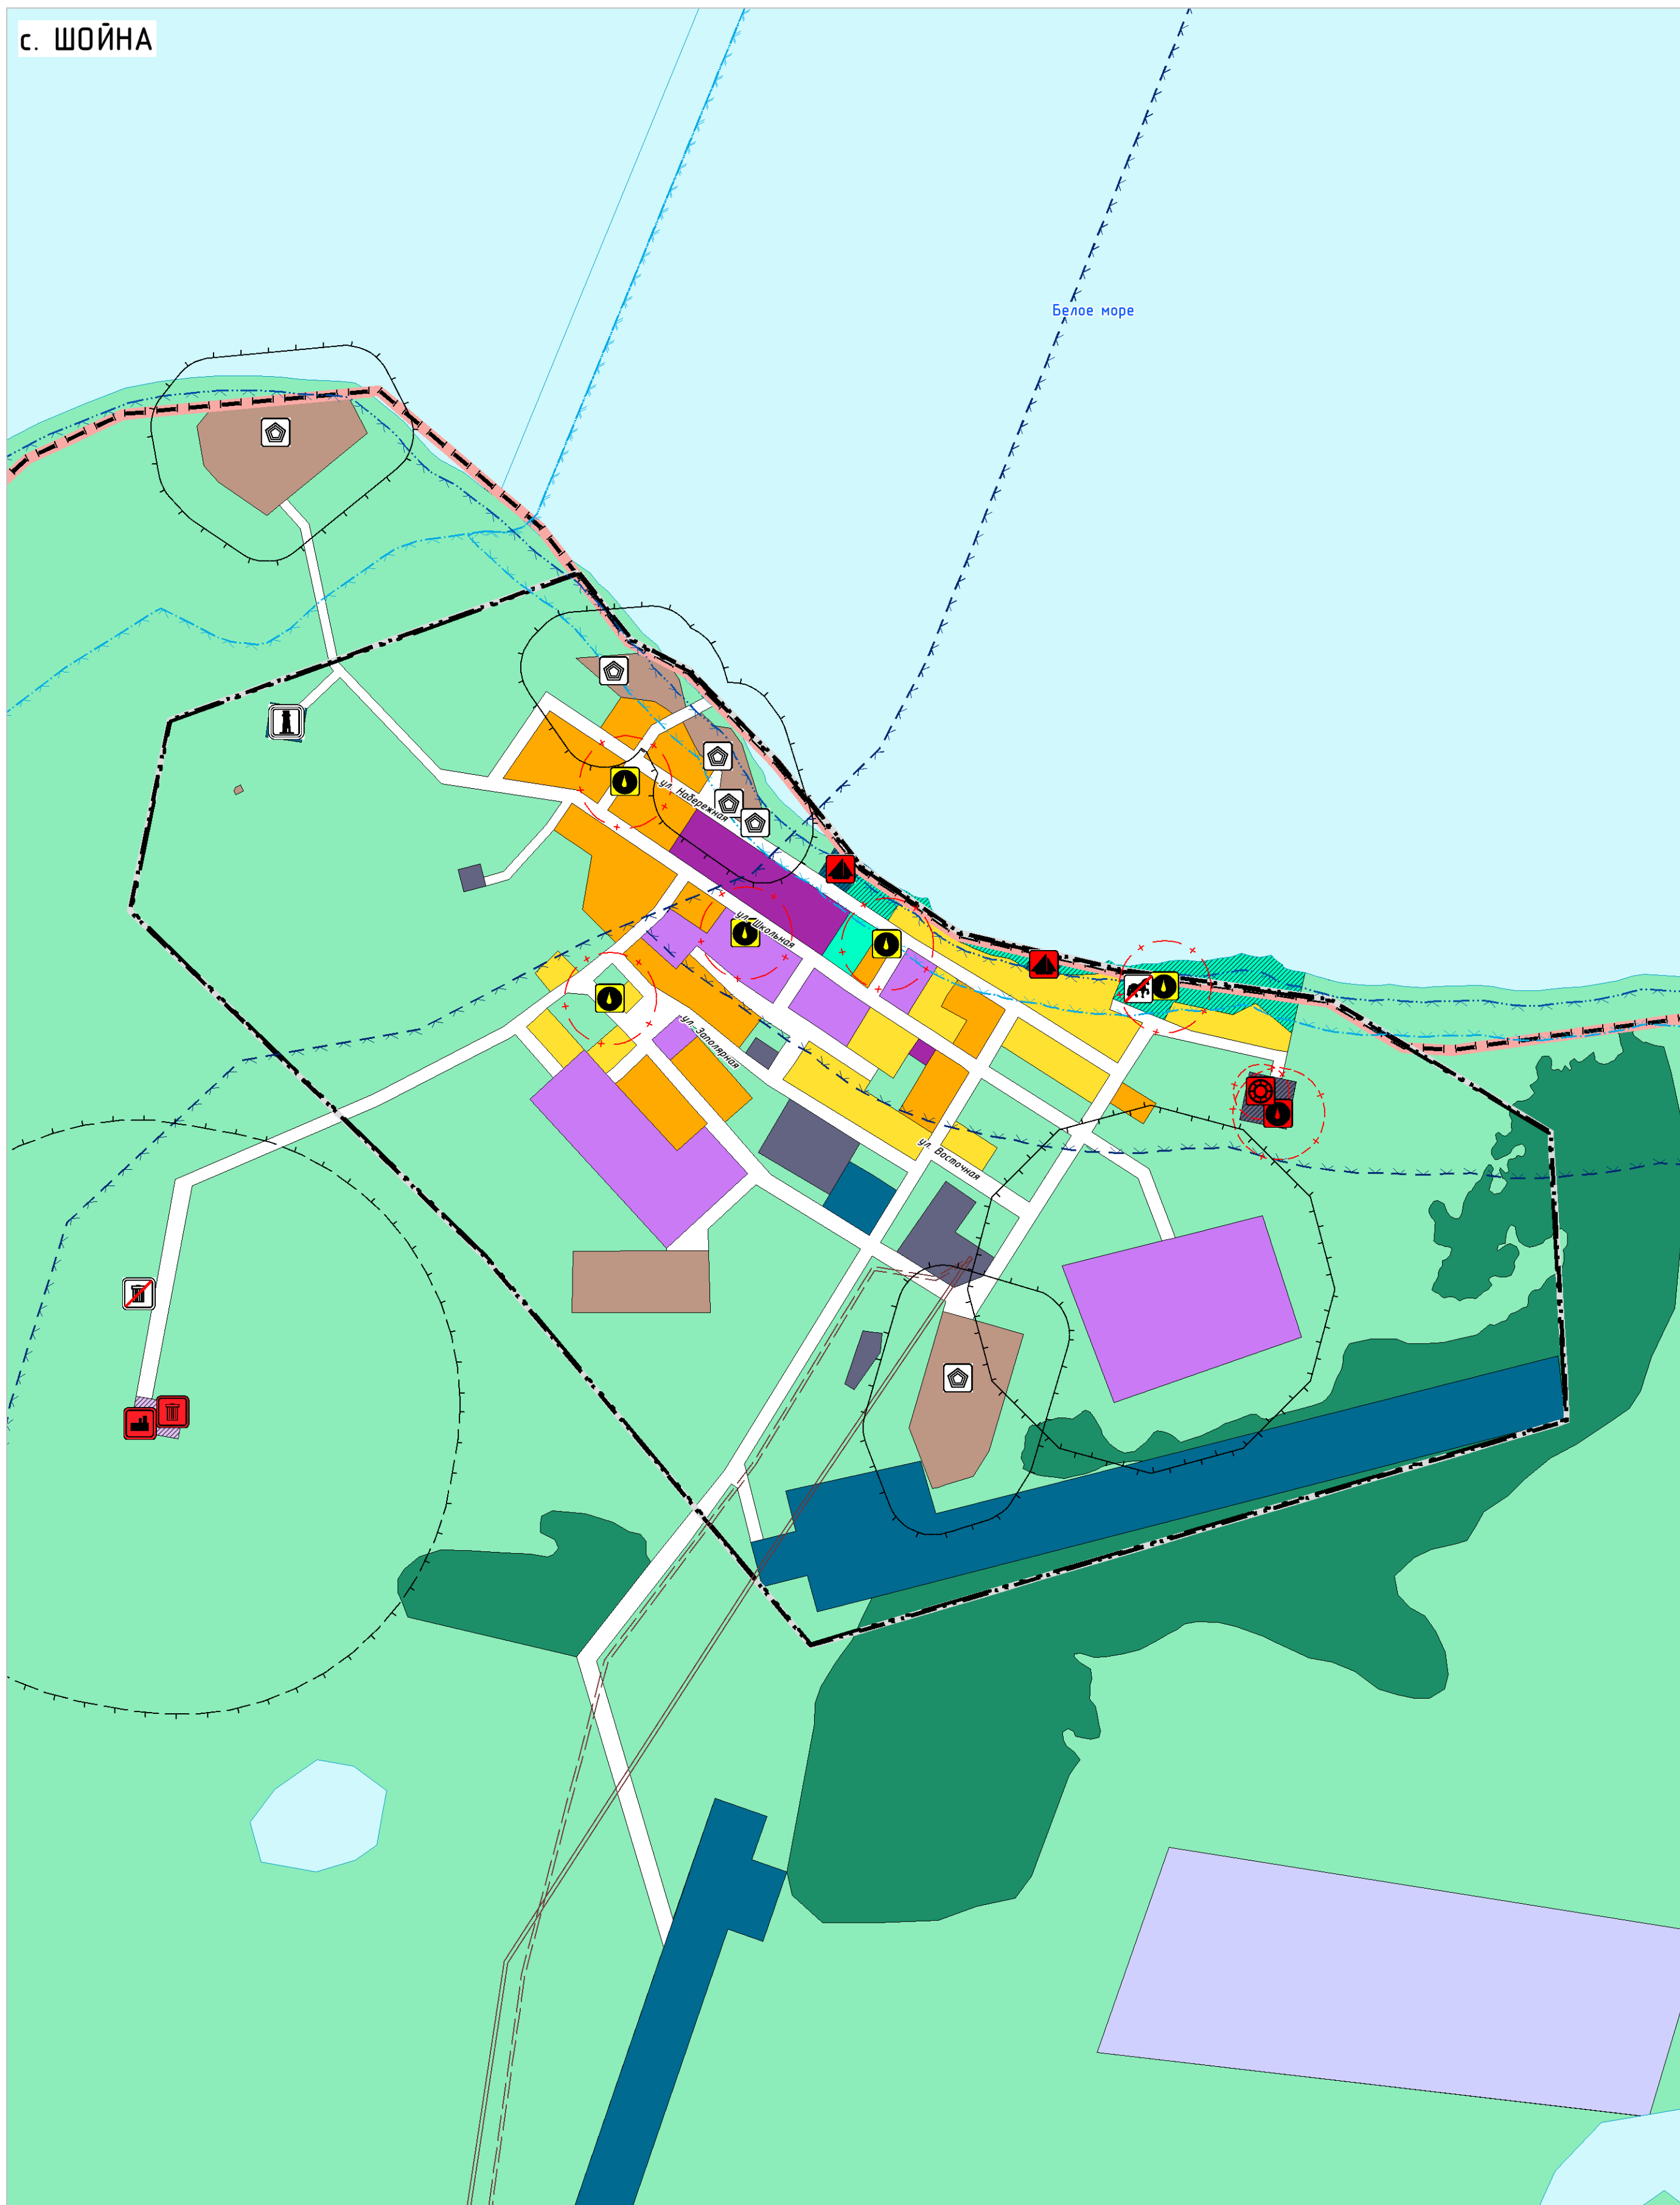 с. ШОЙНА
Белое море
ул. Набережная
ул. Школьная
ул. Заполярная
ул. Восточная